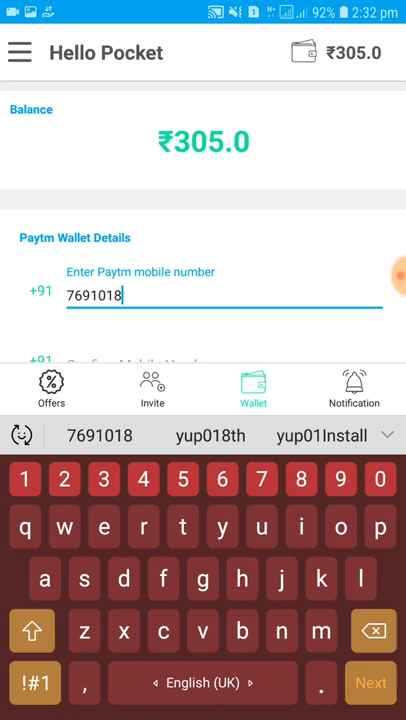 92% 2:32 pm
Hello Pocket ₹305.0
Balance
₹305.0
Paytm Wallet Details
Enter Paytm mobile number
+91 7691018
+91
Offers Invite Wallet Notification
7691018 yup018th yup01Install
1 2 3 4 5 6 7 8 9 0
q w e r t y u i o p
a s d f g h j k l
z x c v b n m
!#1 , English (UK) . Next